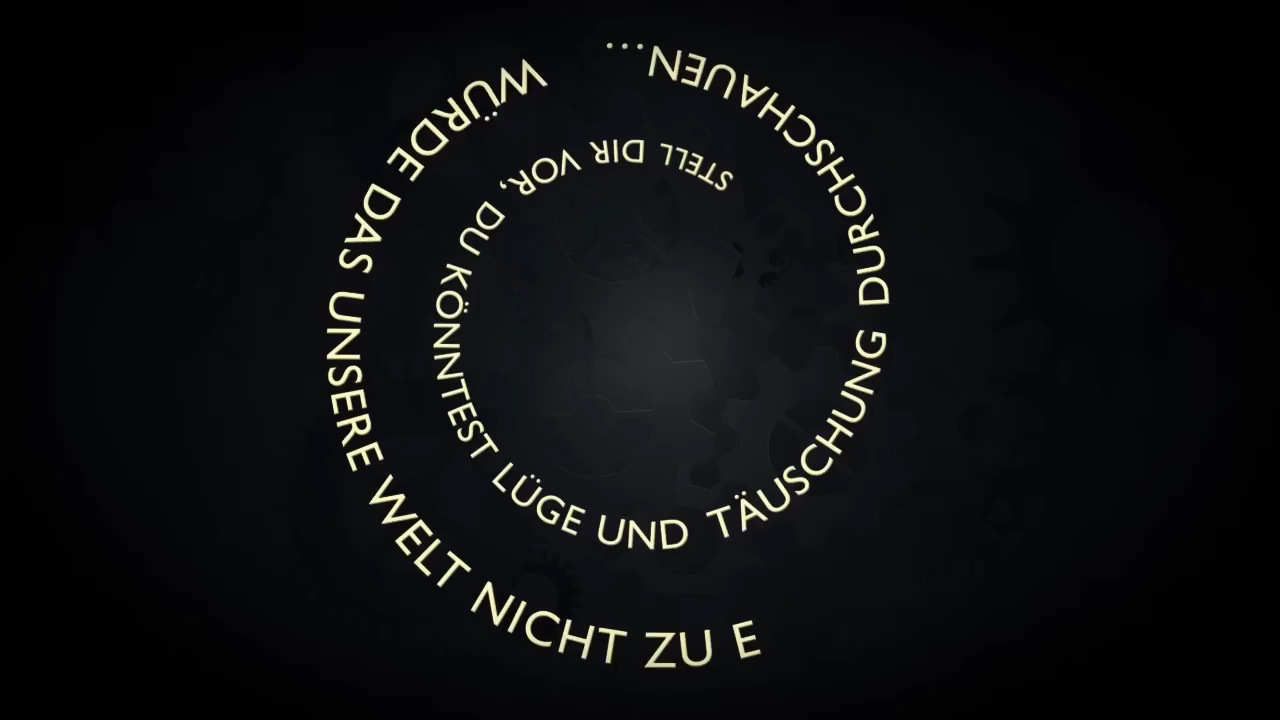 STELL DIR VOR, DU KÖNNTEST LÜGE UND TÄUSCHUNG DURCHSCHAUEN... WÜRDE DAS UNSERE WELT NICHT ZU E